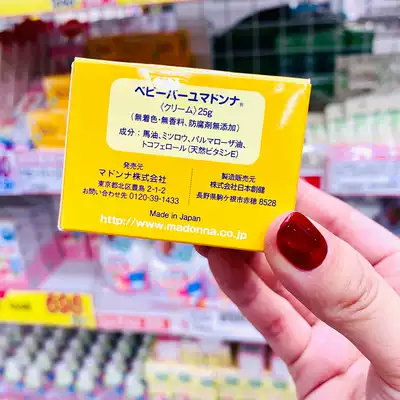 ベビーバーユマドンナ®
〈クリーム〉25g
(無着色・無香料、防腐剤無添加)
成分：馬油、ミツロウ、パルマローザ油、
トコフェロール(天然ビタミンE)
発売元
マドンナ株式会社
東京都北区豊島 2-1-2
お問い合わせ先 0120-39-1433
製造販売元
株式会社日本創健
長野県駒ケ根市赤穂 8528
Made in Japan
http://www.madonna.co.jp